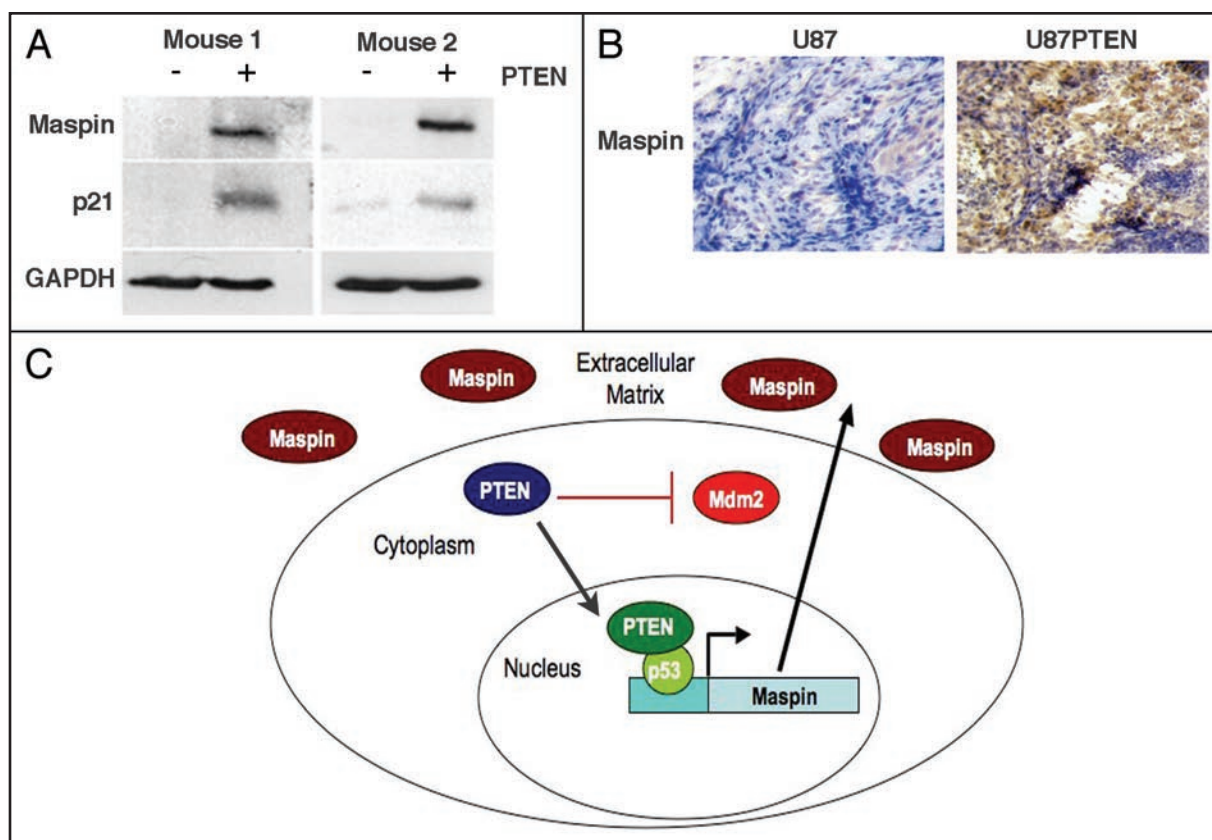 A
Mouse 1 Mouse 2
- + - + PTEN
Maspin
p21
GAPDH
B
U87 U87PTEN
Maspin
C
Extracellular
Matrix
Maspin
Maspin
Maspin
Maspin
PTEN
Mdm2
Cytoplasm
PTEN
p53
Nucleus
Maspin